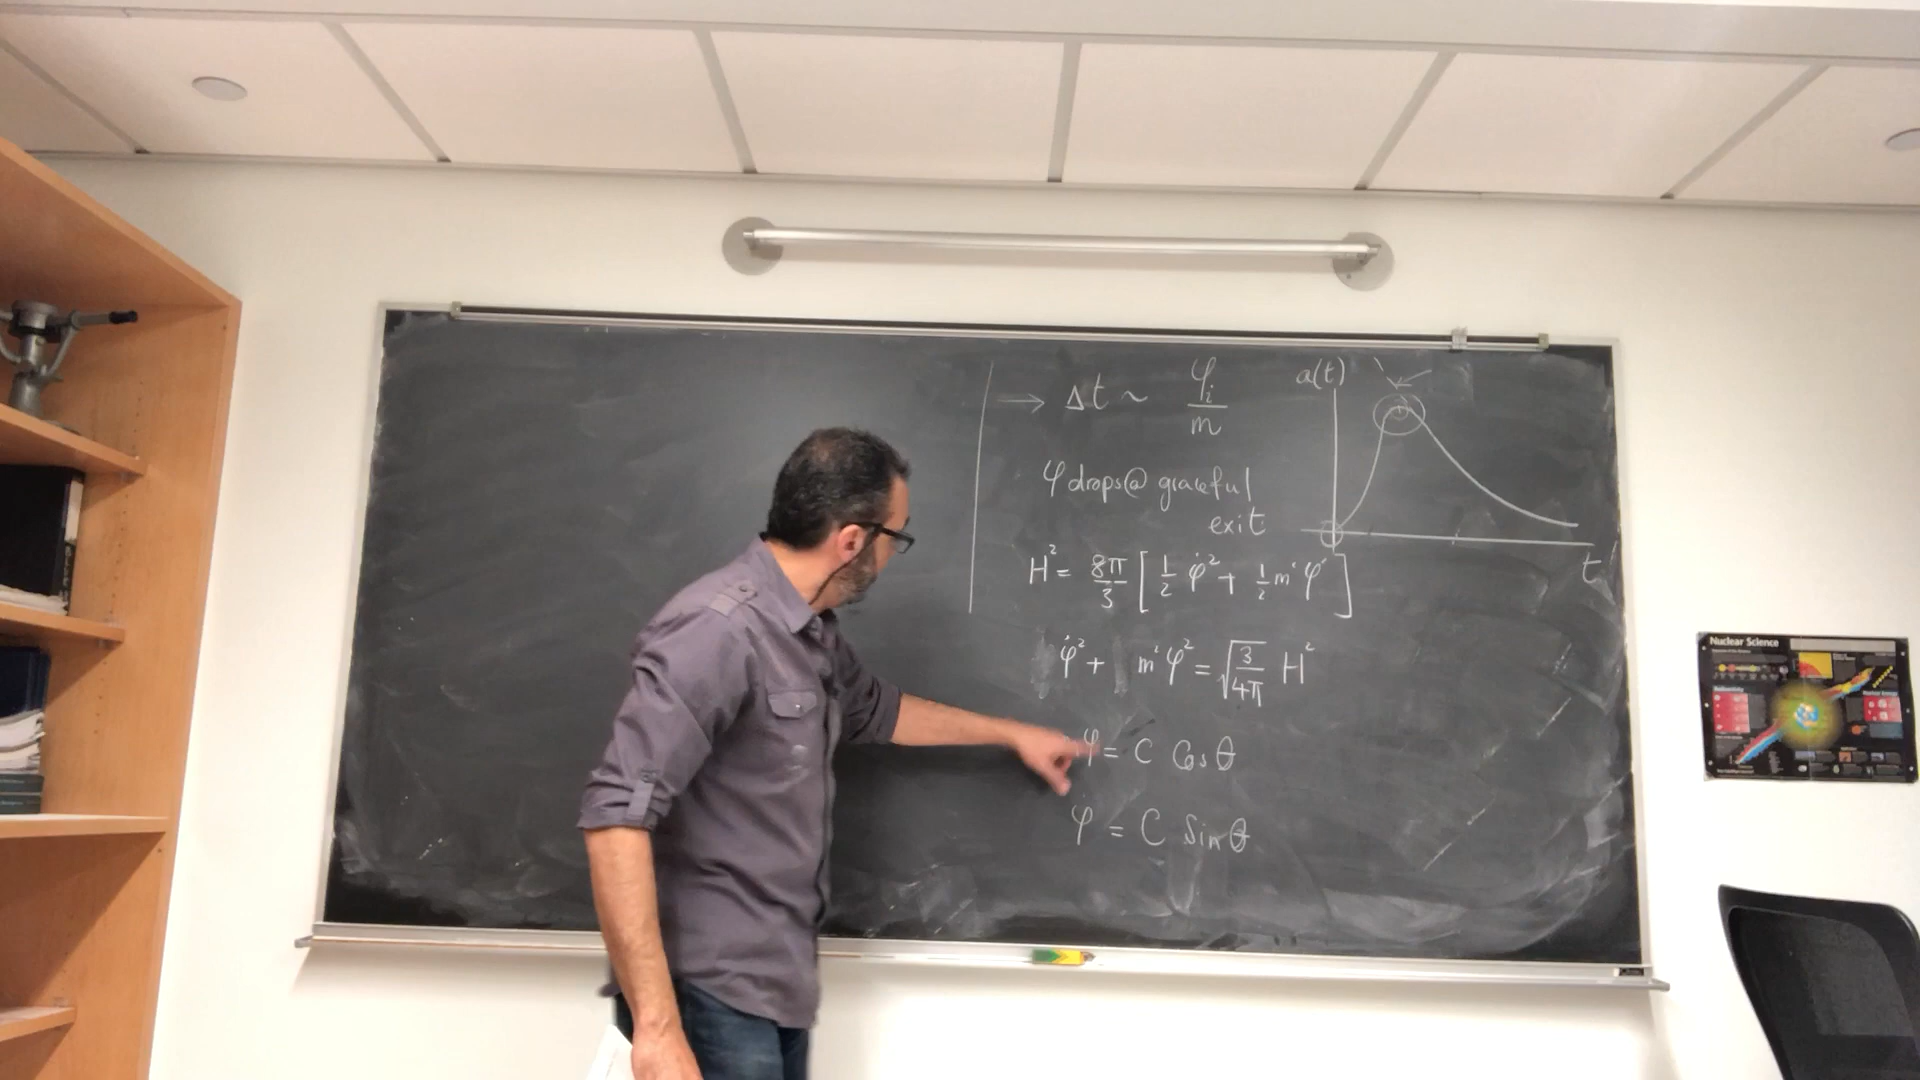 → Δt ~ φi/m
a(t)
φ drops@ graceful
exit
t
H² = 8π/3 [ 1/2 φ̇² + 1/2 m² φ² ]
φ̇² + m² φ² = √(3/4π) H²
φ = C Cos θ
φ̇ = C Sin θ
Nuclear Science